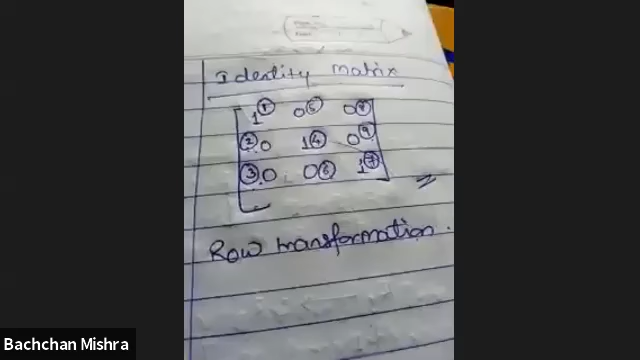 Identity matrix
1① 0⑤ 0⑧
②0 1④ 0⑨
③0 0⑥ 1⑦
Row transformation.
Bachchan Mishra